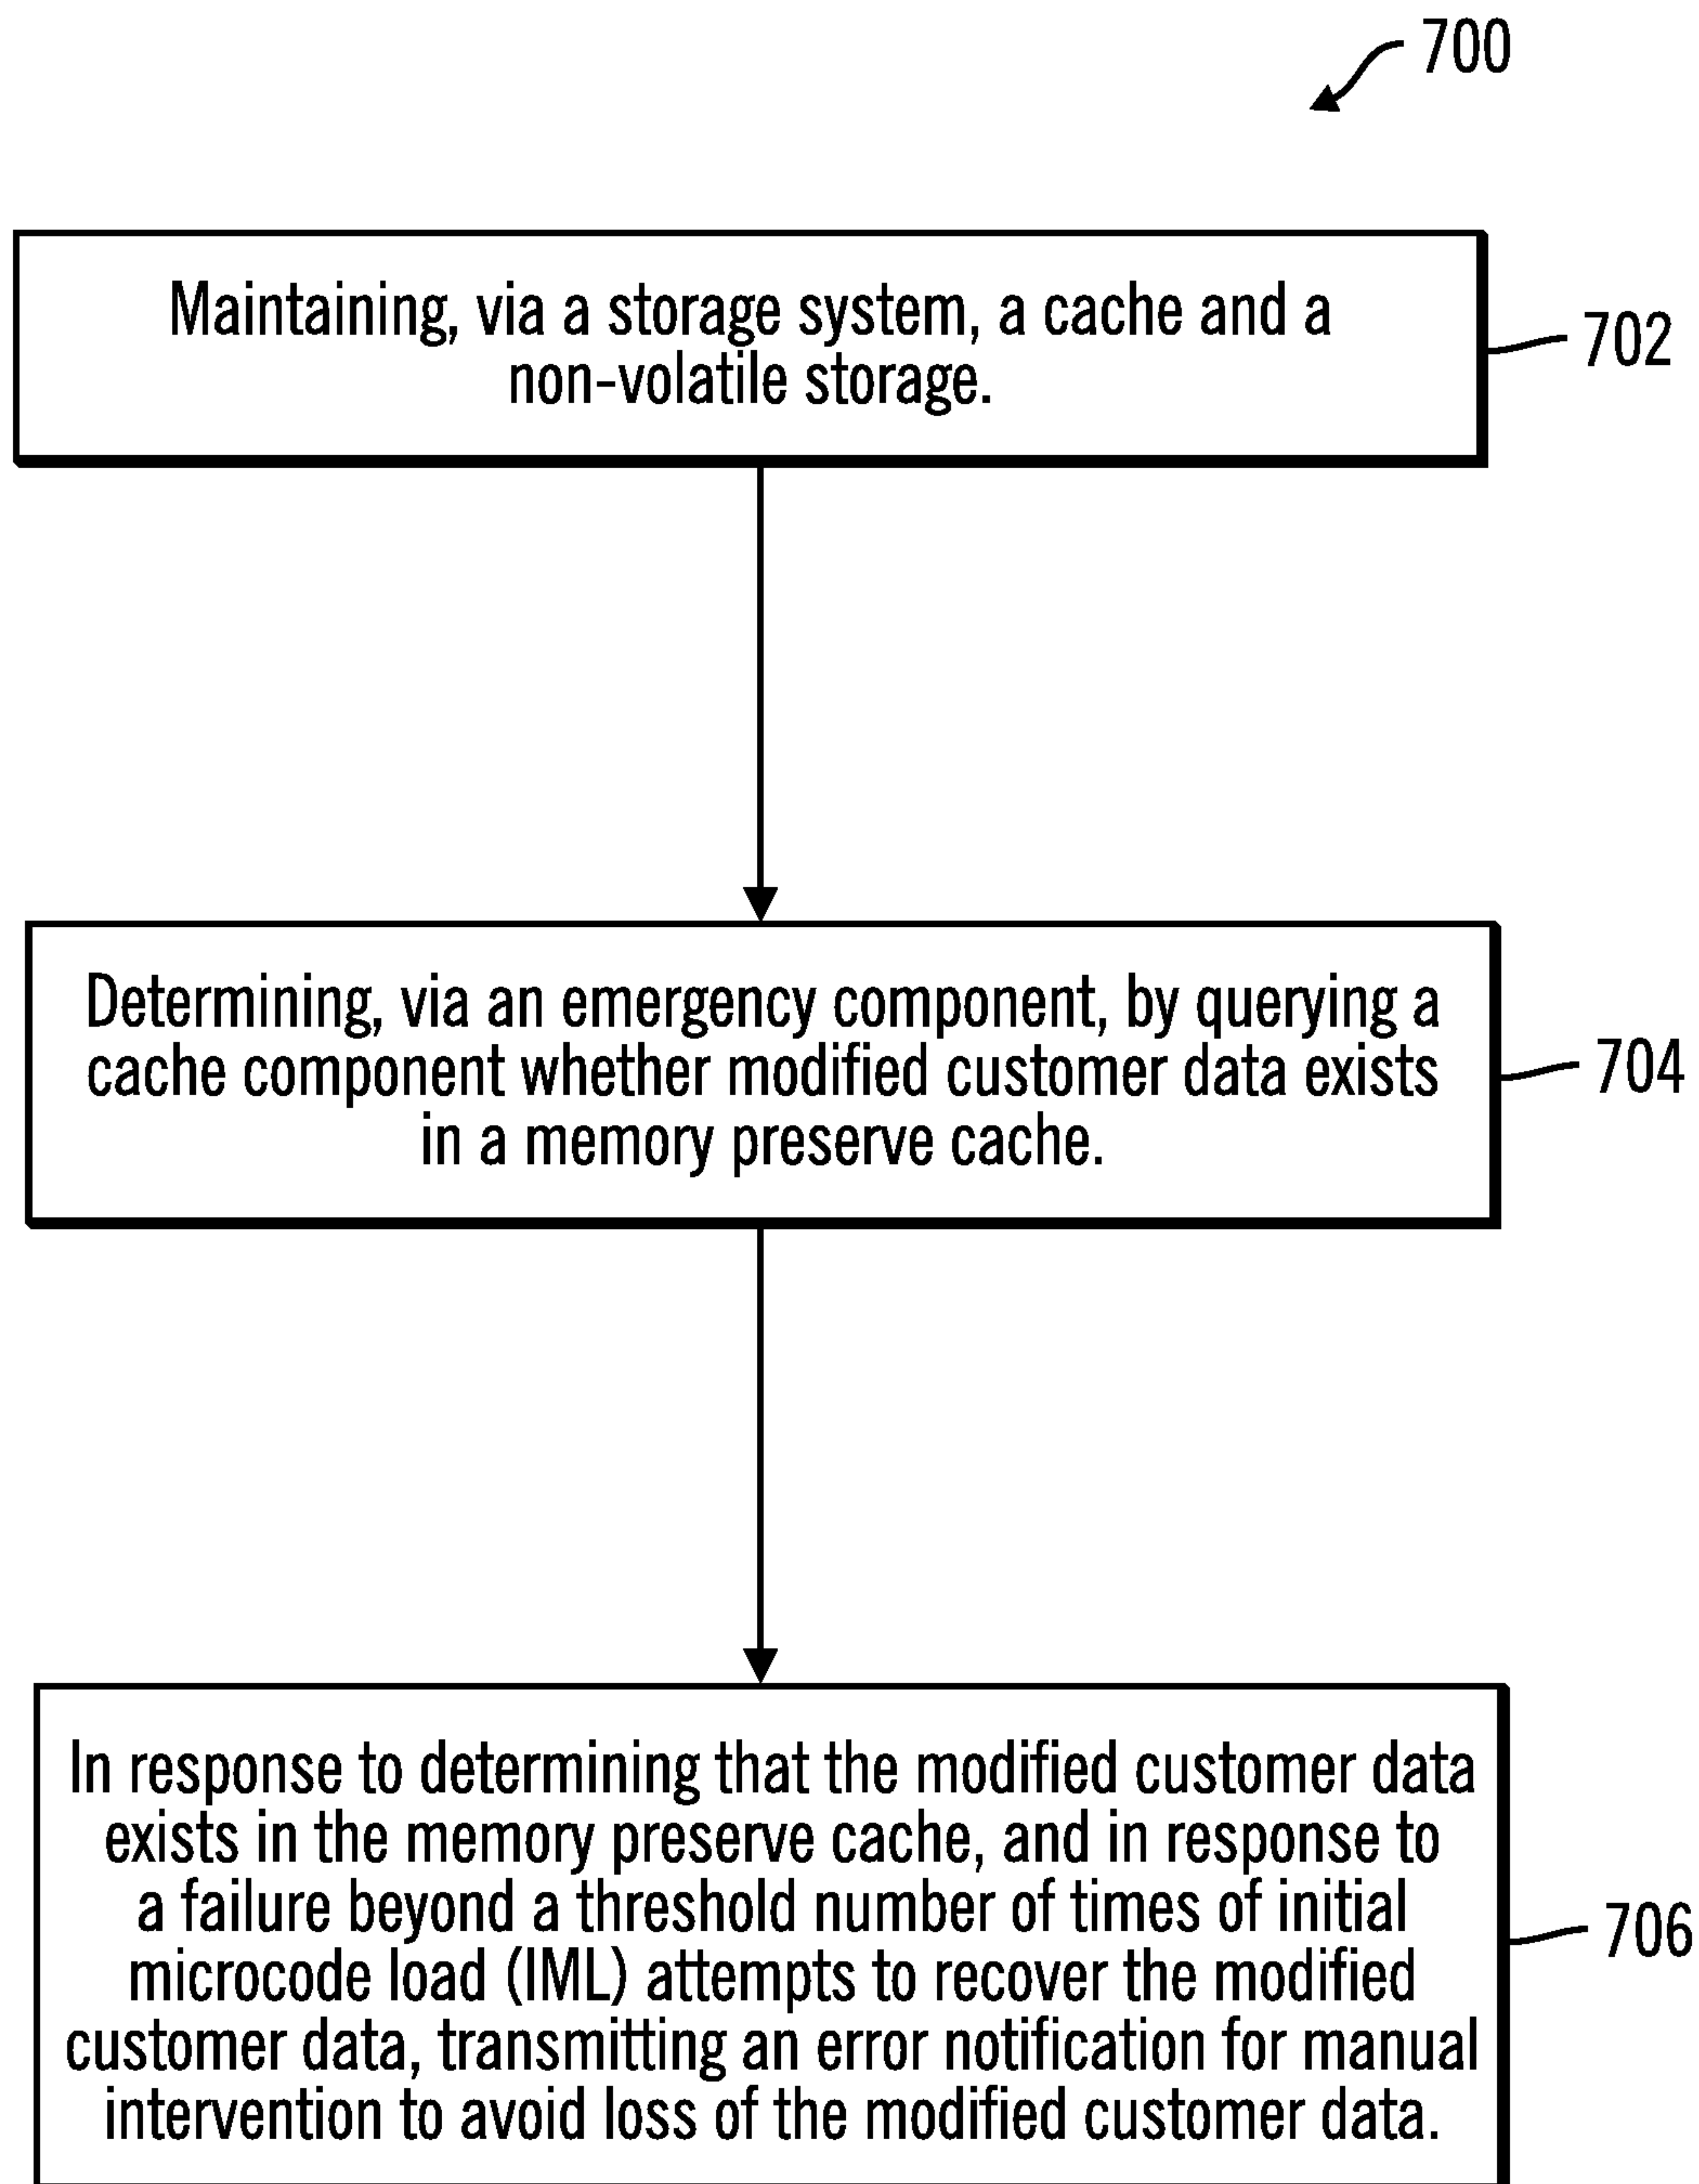 700
Maintaining, via a storage system, a cache and a
non-volatile storage.
702
Determining, via an emergency component, by querying a
cache component whether modified customer data exists
in a memory preserve cache.
704
In response to determining that the modified customer data
exists in the memory preserve cache, and in response to
a failure beyond a threshold number of times of initial
microcode load (IML) attempts to recover the modified
customer data, transmitting an error notification for manual
intervention to avoid loss of the modified customer data.
706